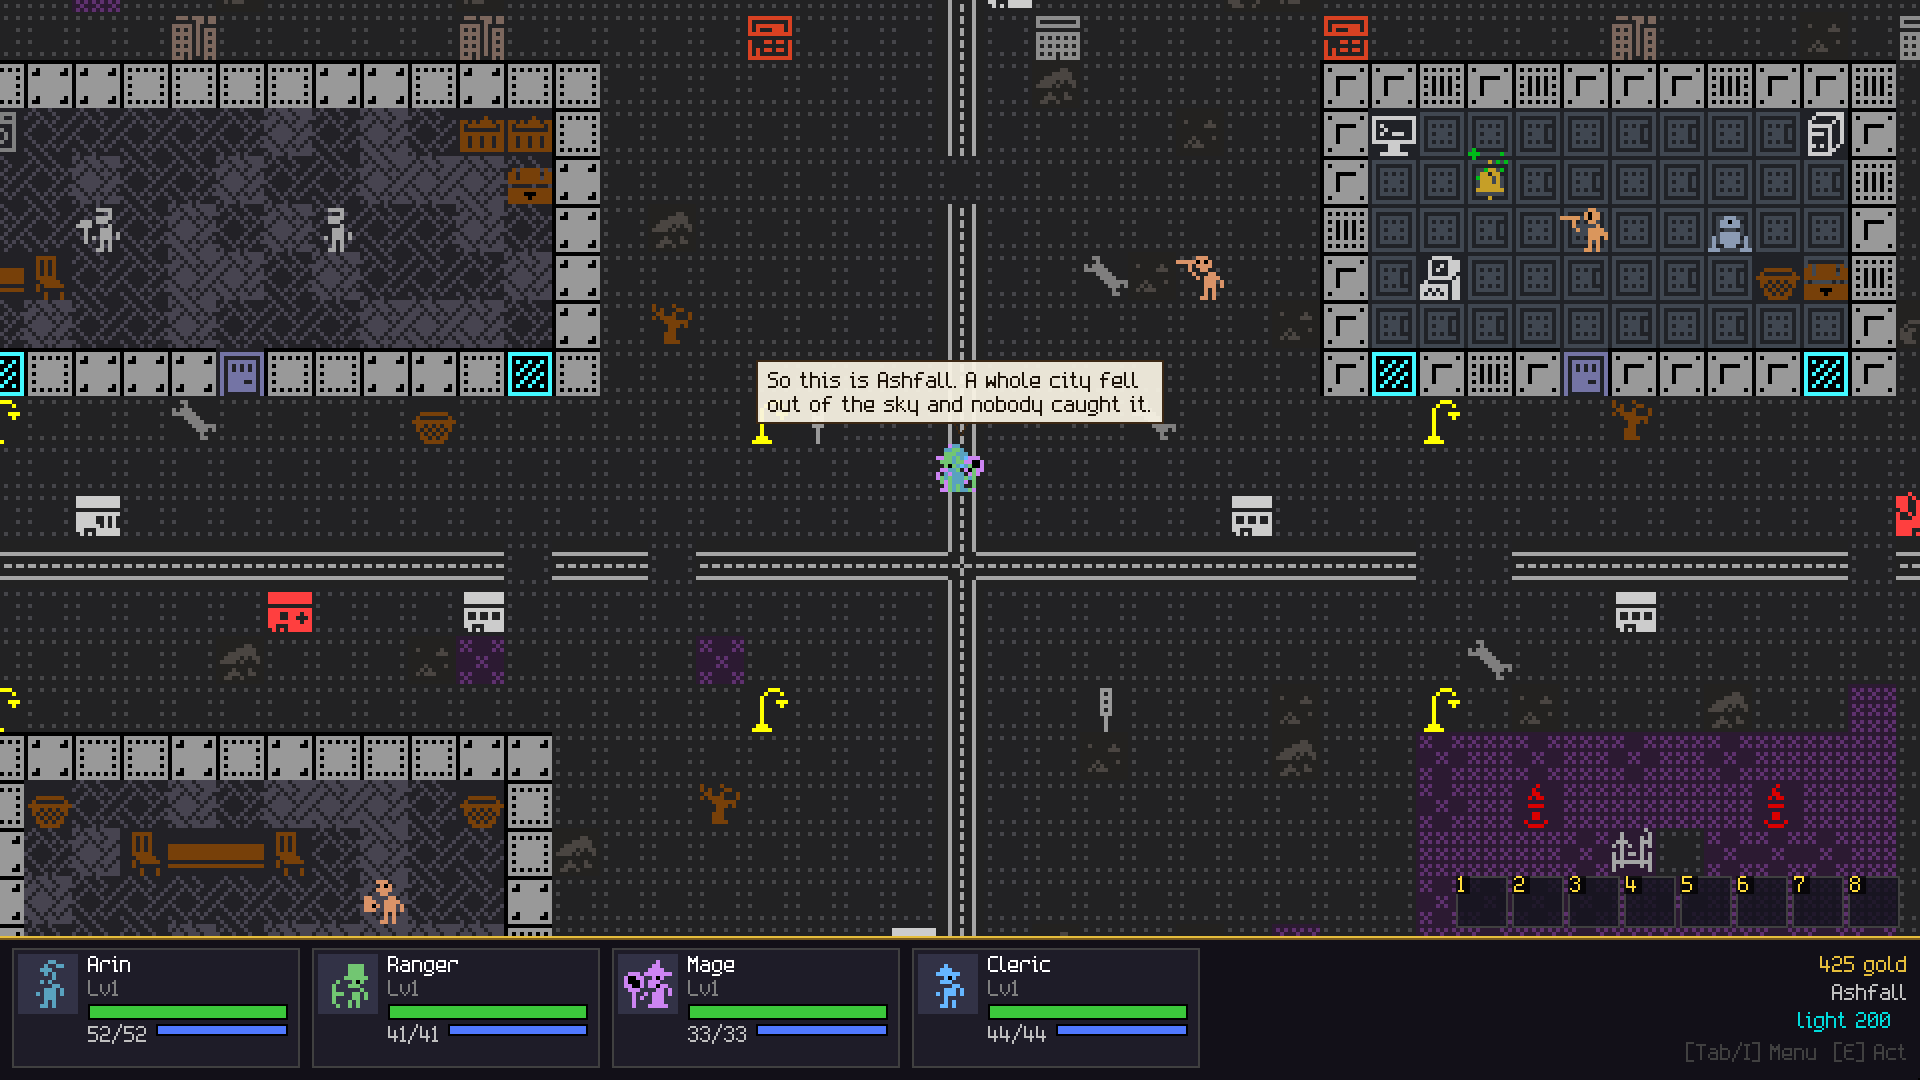 So this is Ashfall. A whole city fell
out of the sky and nobody caught it.
1 2 3 4 5 6 7 8
Arin
Lv1
52/52
Ranger
Lv1
41/41
Mage
Lv1
33/33
Cleric
Lv1
44/44
425 gold
Ashfall
light 200
[Tab/I] Menu [E] Act